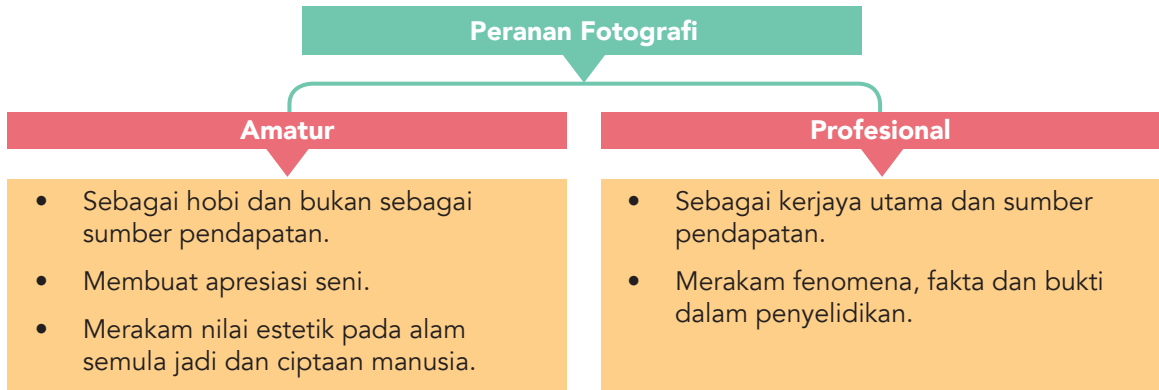 Peranan Fotografi
Amatur
• Sebagai hobi dan bukan sebagai
sumber pendapatan.
• Membuat apresiasi seni.
• Merakam nilai estetik pada alam
semula jadi dan ciptaan manusia.
Profesional
• Sebagai kerjaya utama dan sumber
pendapatan.
• Merakam fenomena, fakta dan bukti
dalam penyelidikan.